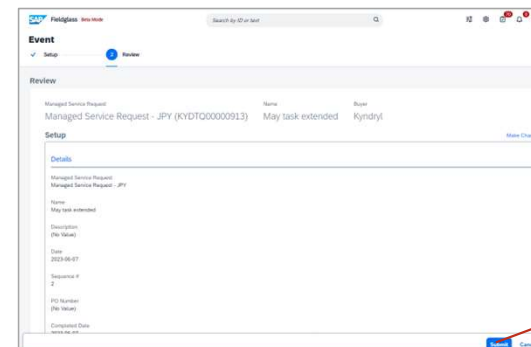 SAP Fieldglass Beta Mode
Search by ID or text
Event
Setup
2 Review
Review
Managed Service Request
Name
Buyer
Managed Service Request - JPY (KYDTQ00000913)
May task extended
Kyndryl
Setup
Make Cha
Details
Managed Service Request
Managed Service Request - JPY
Name
May task extended
Description
(No Value)
Date
2023-06-07
Sequence #
2
PO Number
(No Value)
Completed Date
Submit
Canc